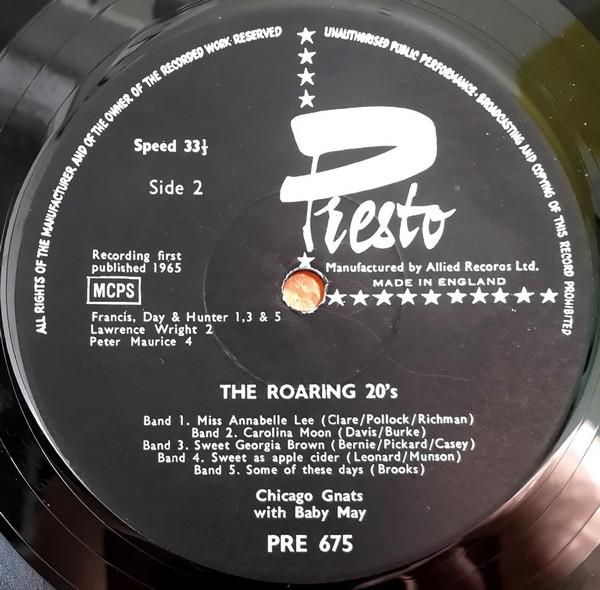 ALL RIGHTS OF THE MANUFACTURER AND OF THE OWNER OF THE RECORDED WORK RESERVED
UNAUTHORISED PUBLIC PERFORMANCE · BROADCASTING AND COPYING OF THIS RECORD PROHIBITED
Speed 33⅓
Side 2
Presto
Recording first
published 1965
MCPS
Manufactured by Allied Records Ltd.
MADE IN ENGLAND
Francis, Day & Hunter 1,3 & 5
Lawrence Wright 2
Peter Maurice 4
THE ROARING 20's
Band 1. Miss Annabelle Lee (Clare/Pollock/Richman)
Band 2. Carolina Moon (Davis/Burke)
Band 3. Sweet Georgia Brown (Bernie/Pickard/Casey)
Band 4. Sweet as apple cider (Leonard/Munson)
Band 5. Some of these days (Brooks)
Chicago Gnats
with Baby May
PRE 675